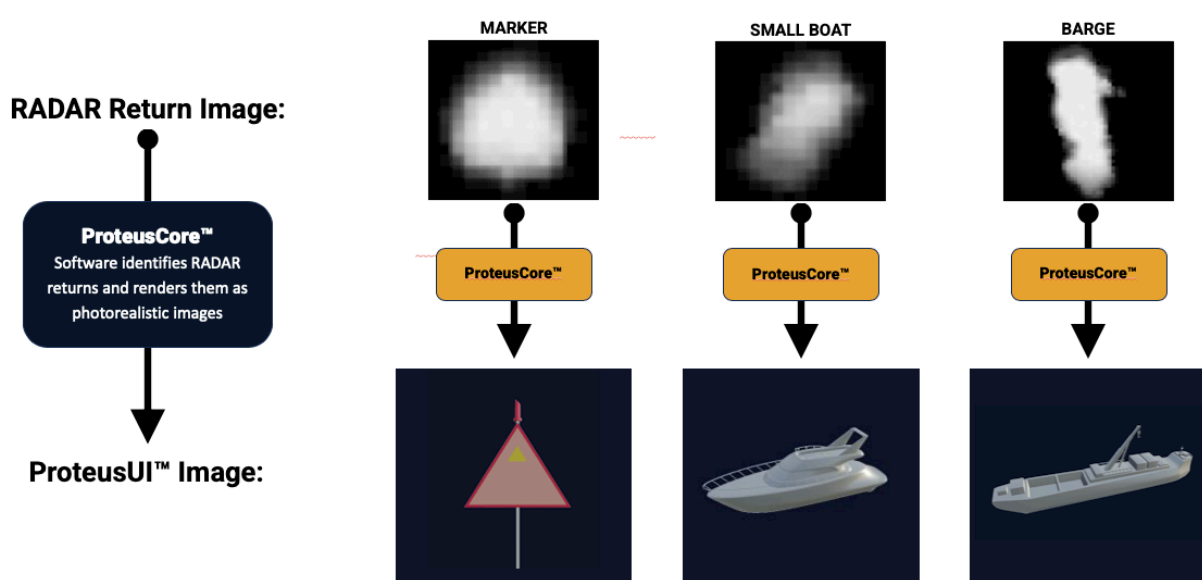 MARKER
SMALL BOAT
BARGE
RADAR Return Image:
ProteusCore™
Software identifies RADAR
returns and renders them as
photorealistic images
ProteusCore™
ProteusCore™
ProteusCore™
ProteusUI™ Image: